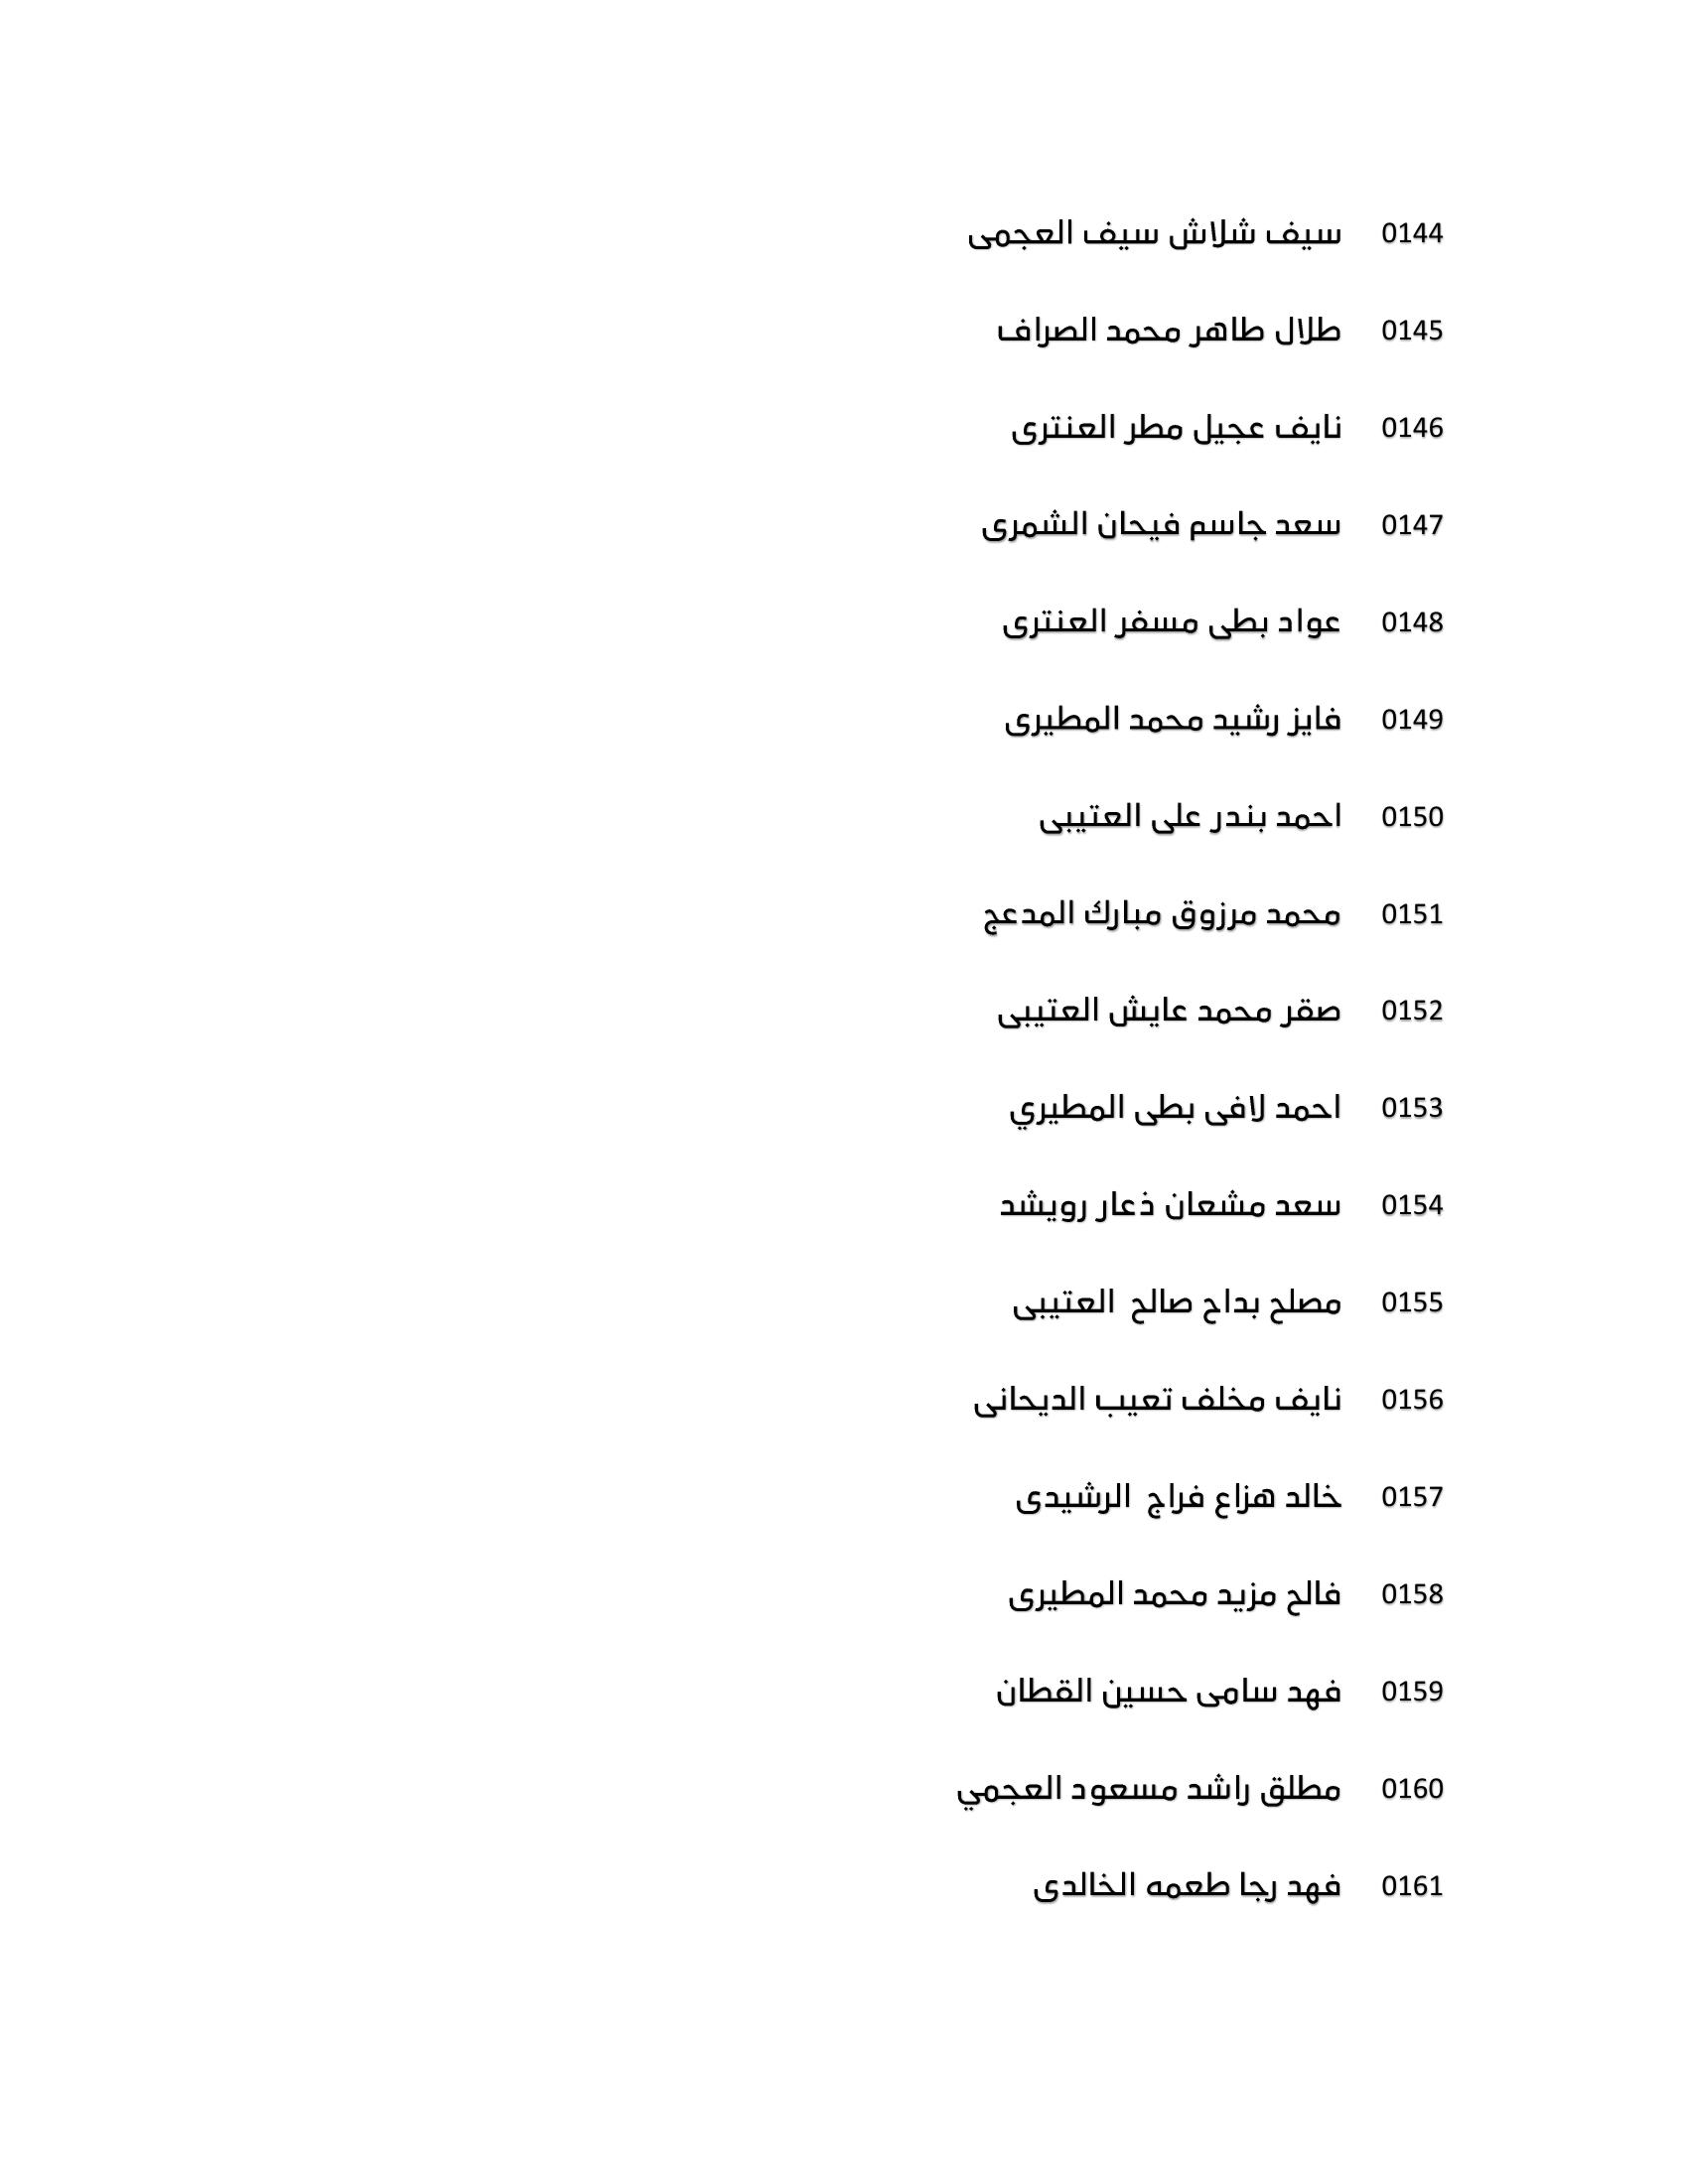 0144 سيف شلاش سيف العجمى
0145 طلال طاهر محمد الصراف
0146 نايف عجيل مطر العنترى
0147 سعد جاسم فيحان الشمرى
0148 عواد بطى مسفر العنترى
0149 فايز رشيد محمد المطيرى
0150 احمد بندر على العتيبى
0151 محمد مرزوق مبارك المدعج
0152 صقر محمد عايش العتيبى
0153 احمد لافى بطى المطيري
0154 سعد مشعان ذعار رويشد
0155 مصلح بداح صالح العتيبى
0156 نايف مخلف تعيب الديحانى
0157 خالد هزاع فراج الرشيدى
0158 فالح مزيد محمد المطيرى
0159 فهد سامى حسين القطان
0160 مطلق راشد مسعود العجمي
0161 فهد رجا طعمه الخالدى